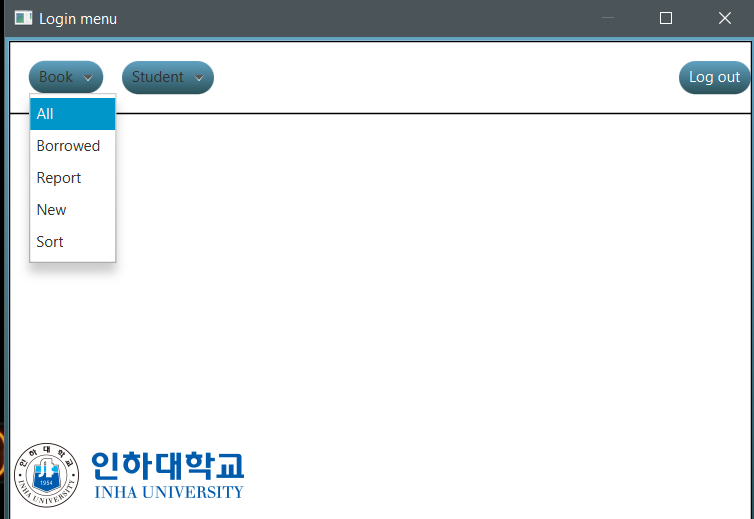 Login menu
Book
Student
Log out
All
Borrowed
Report
New
Sort
인하대학교
1954
INHA UNIVERSITY
인하대학교
INHA UNIVERSITY